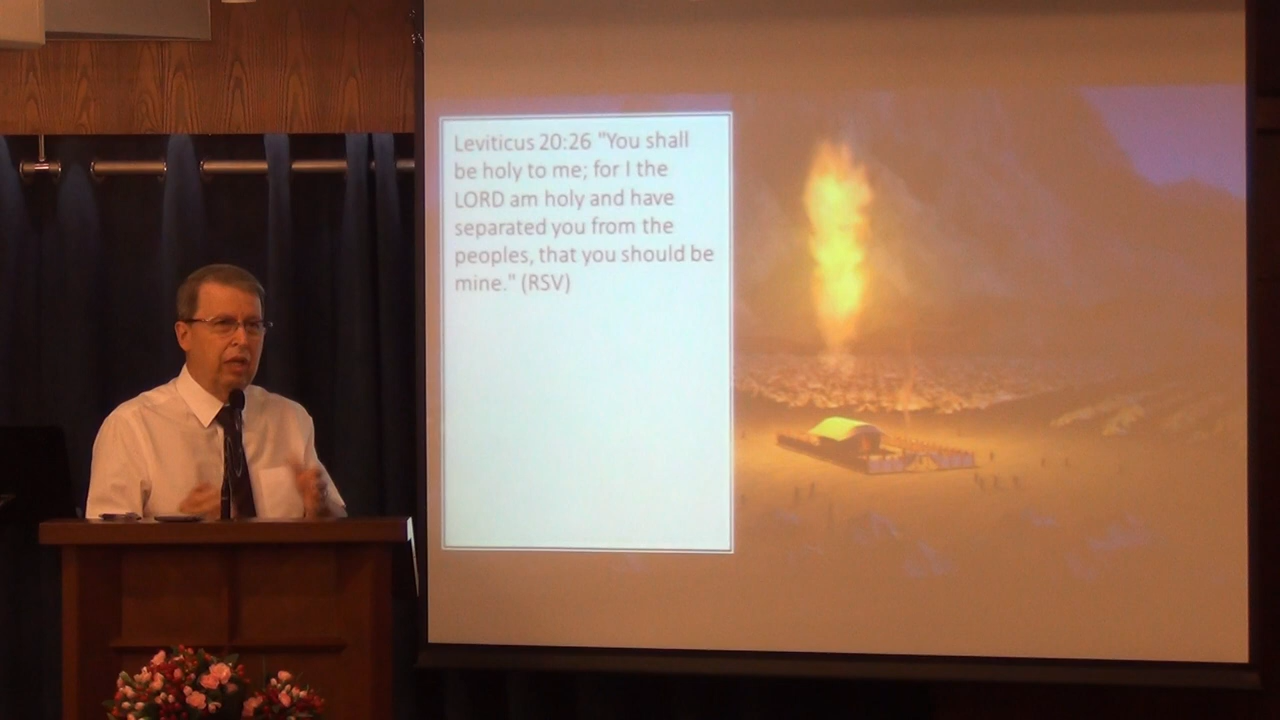 Leviticus 20:26 "You shall
be holy to me; for I the
LORD am holy and have
separated you from the
peoples, that you should be
mine." (RSV)